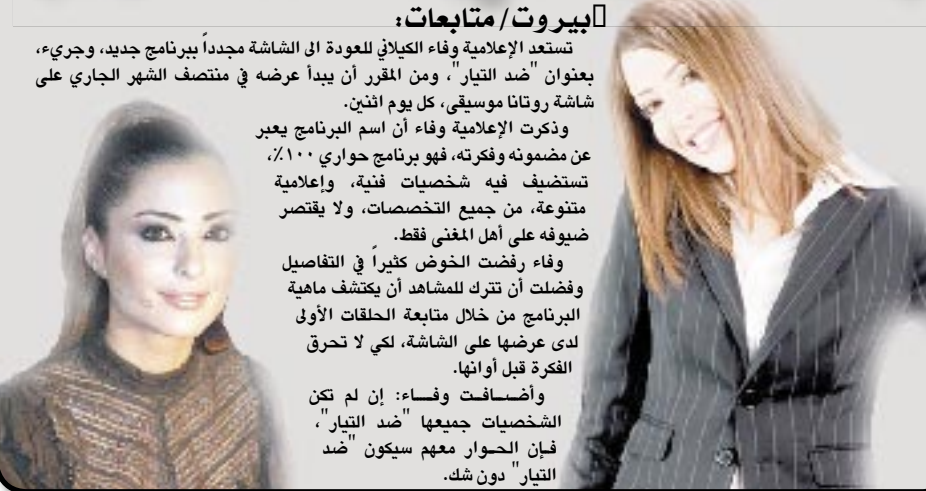 بيروت/ متابعات:
تستعد الإعلامية وفاء الكيلاني للعودة الى الشاشة مجدداً ببرنامج جديد، وجريء،
بعنوان "ضد التيار"، ومن المقرر أن يبدأ عرضه في منتصف الشهر الجاري على
شاشة روتانا موسيقى، كل يوم اثنين.
وذكرت الإعلامية وفاء أن اسم البرنامج يعبر
عن مضمونه وفكرته، فهو برنامج حواري ١٠٠٪،
تستضيف فيه شخصيات فنية، وإعلامية
متنوعة، من جميع التخصصات، ولا يقتصر
ضيوفه على أهل المغنى فقط.
وفاء رفضت الخوض كثيراً في التفاصيل
وفضلت أن تترك للمشاهد أن يكتشف ماهية
البرنامج من خلال متابعة الحلقات الأولى
لدى عرضها على الشاشة، لكي لا تحرق
الفكرة قبل أوانها.
وأضافت وفاء: إن لم تكن
الشخصيات جميعها "ضد التيار"،
فإن الحوار معهم سيكون "ضد
التيار" دون شك.